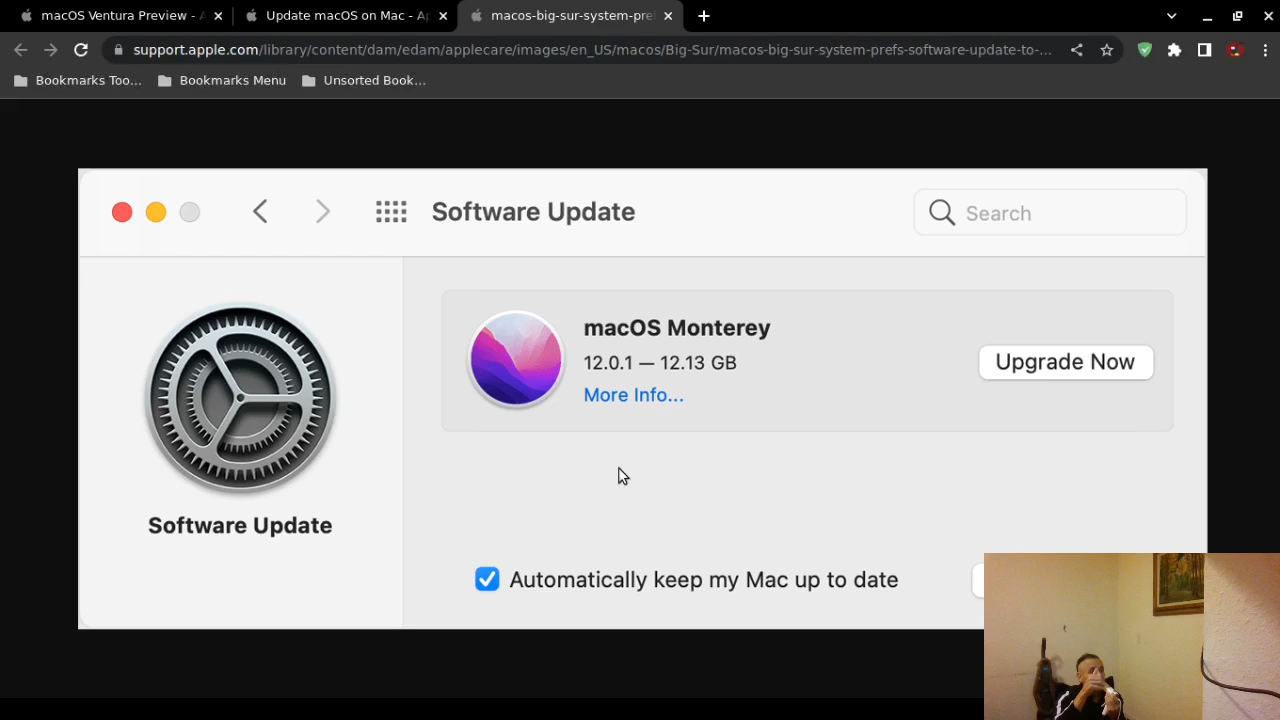 macOS Ventura Preview - A
Update macOS on Mac - Ap
macos-big-sur-system-pre
support.apple.com/library/content/dam/edam/applecare/images/en_US/macos/Big-Sur/macos-big-sur-system-prefs-software-update-to-...
Bookmarks Too...
Bookmarks Menu
Unsorted Book...
Software Update
Search
macOS Monterey
12.0.1 — 12.13 GB
More Info...
Upgrade Now
Software Update
Automatically keep my Mac up to date